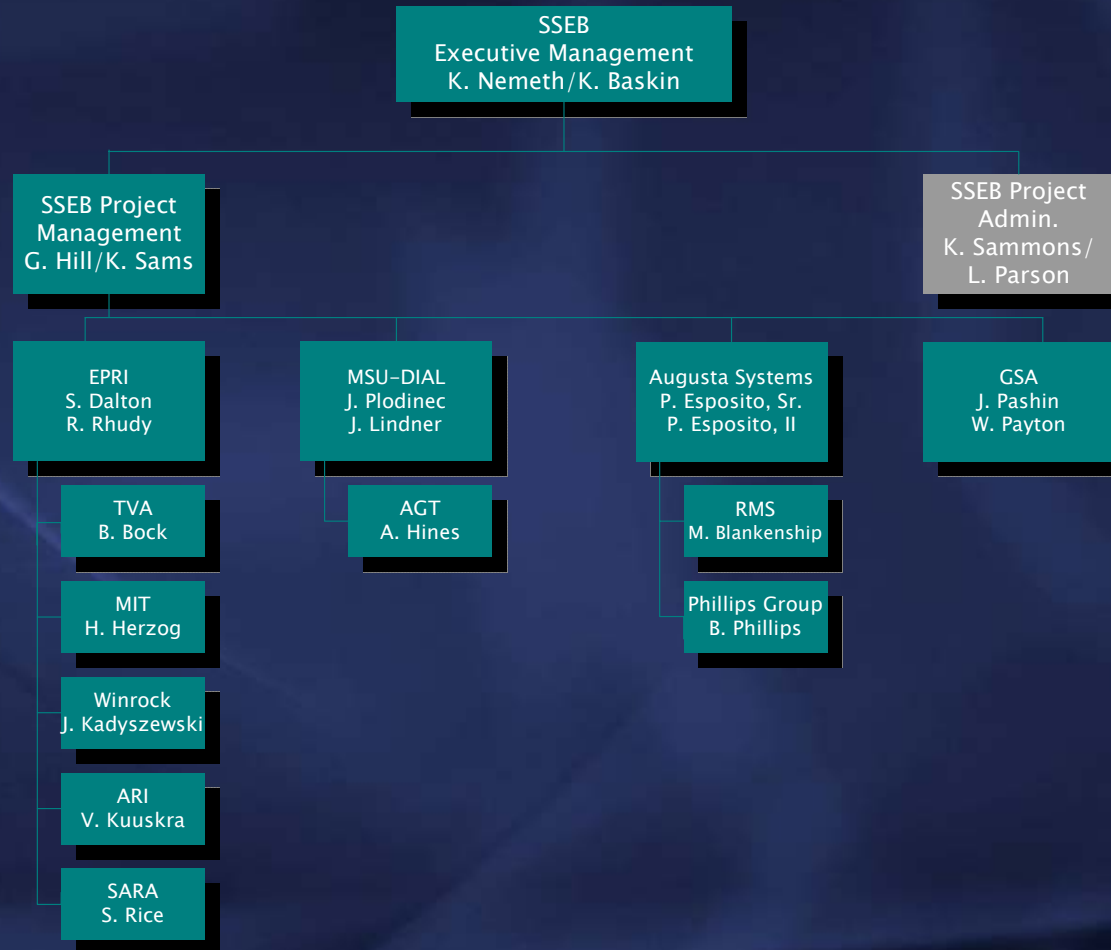 SSEB
Executive Management
K. Nemeth/K. Baskin
SSEB Project
Management
G. Hill/K. Sams
SSEB Project
Admin.
K. Sammons/
L. Parson
EPRI
S. Dalton
R. Rhudy
MSU-DIAL
J. Plodinec
J. Lindner
Augusta Systems
P. Esposito, Sr.
P. Esposito, II
GSA
J. Pashin
W. Payton
TVA
B. Bock
AGT
A. Hines
RMS
M. Blankenship
MIT
H. Herzog
Phillips Group
B. Phillips
Winrock
J. Kadyszewski
ARI
V. Kuuskra
SARA
S. Rice